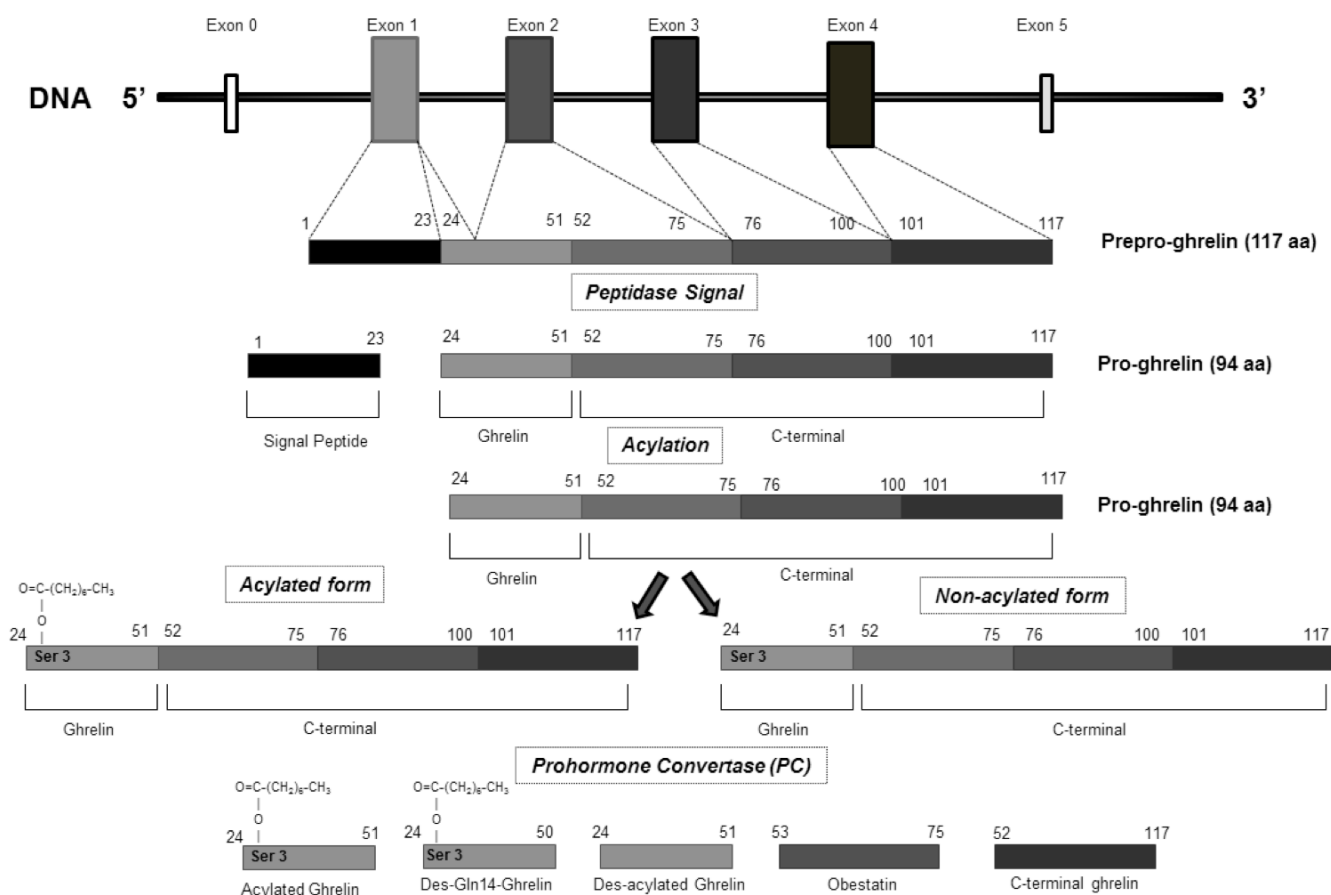 Exon 0 Exon 1 Exon 2 Exon 3 Exon 4 Exon 5
DNA 5’ 3’
1 23 24 51 52 75 76 100 101 117
Prepro-ghrelin (117 aa)
Peptidase Signal
1 23 24 51 52 75 76 100 101 117
Pro-ghrelin (94 aa)
Signal Peptide Ghrelin C-terminal
Acylation
24 51 52 75 76 100 101 117
Pro-ghrelin (94 aa)
Ghrelin C-terminal
Acylated form Non-acylated form
O=C-(CH2)6-CH3
O
24 51 52 75 76 100 101 117
Ser 3
Ghrelin C-terminal
24 51 52 75 76 100 101 117
Ser 3
Ghrelin C-terminal
Prohormone Convertase (PC)
O=C-(CH2)6-CH3 O=C-(CH2)6-CH3
O O
24 51 24 50 24 51 53 75 52 117
Ser 3 Ser 3
Acylated Ghrelin Des-Gln14-Ghrelin Des-acylated Ghrelin Obestatin C-terminal ghrelin